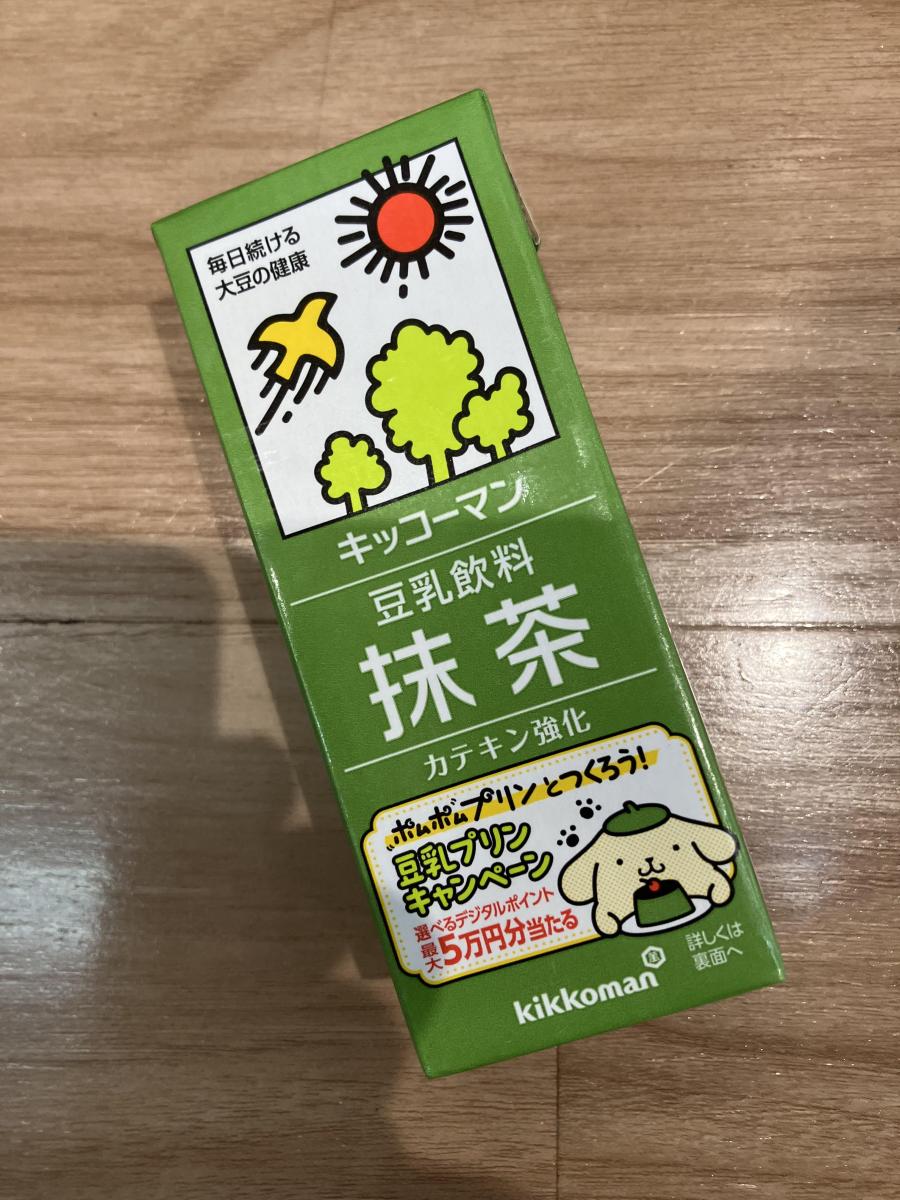 毎日続ける
大豆の健康
キッコーマン
豆乳飲料
抹茶
カテキン強化
ポムポムプリンとつくろう!
豆乳プリン
キャンペーン
選べるデジタルポイント
最大5万円分当たる
詳しくは
裏面へ
kikkoman